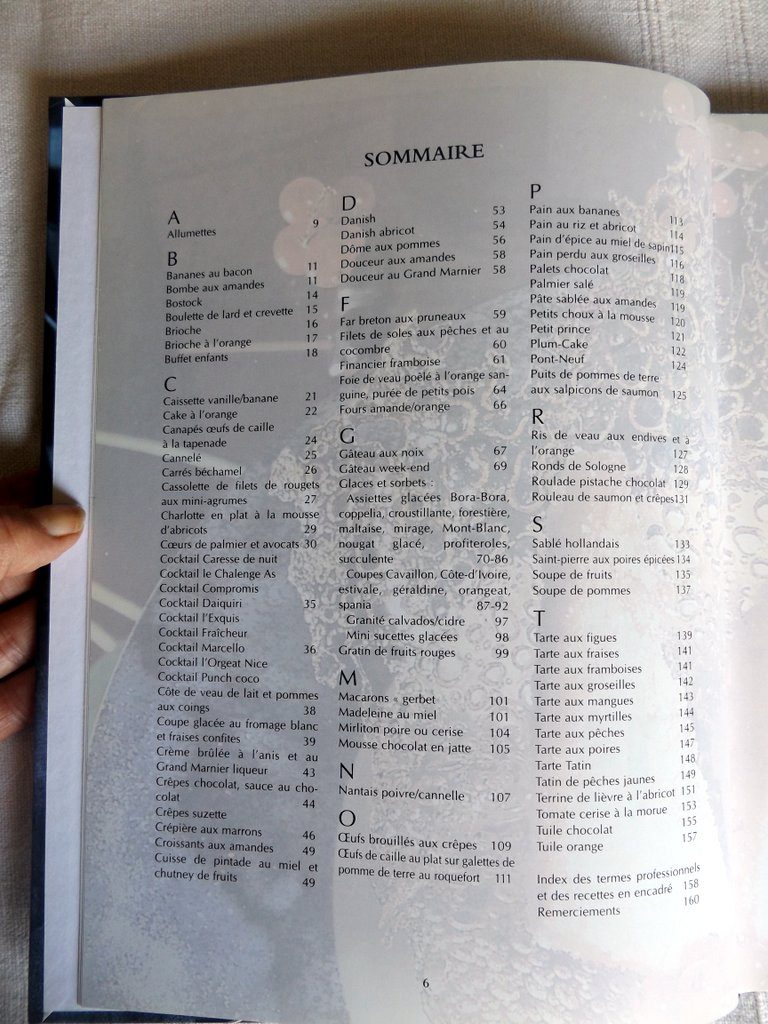 SOMMAIRE
A
Allumettes 9
B
Bananes au bacon 11
Bombe aux amandes 11
Bostock 14
Boulette de lard et crevette 15
Brioche 16
Brioche à l'orange 17
Buffet enfants 18
C
Caissette vanille/banane 21
Cake à l'orange 22
Canapés œufs de caille
à la tapenade 24
Cannelé 25
Carrés béchamel 26
Cassolette de filets de rougets
aux mini-agrumes 27
Charlotte en plat à la mousse
d'abricots 29
Cœurs de palmier et avocats 30
Cocktail Caresse de nuit
Cocktail le Chalenge As
Cocktail Compromis
Cocktail Daiquiri 35
Cocktail l'Exquis
Cocktail Fraîcheur
Cocktail Marcello 36
Cocktail l'Orgeat Nice
Cocktail Punch coco
Côte de veau de lait et pommes
aux coings 38
Coupe glacée au fromage blanc
et fraises confites 39
Crème brûlée à l'anis et au
Grand Marnier liqueur 43
Crêpes chocolat, sauce au cho-
colat 44
Crêpes suzette
Crépière aux marrons 46
Croissants aux amandes 49
Cuisse de pintade au miel et
chutney de fruits 49
D
Danish 53
Danish abricot 54
Dôme aux pommes 56
Douceur aux amandes 58
Douceur au Grand Marnier 58
F
Far breton aux pruneaux 59
Filets de soles aux pêches et au
cocombre 60
Financier framboise 61
Foie de veau poêlé à l'orange san-
guine, purée de petits pois 64
Fours amande/orange 66
G
Gâteau aux noix 67
Gâteau week-end 69
Glaces et sorbets :
Assiettes glacées Bora-Bora,
coppelia, croustillante, forestière,
maltaise, mirage, Mont-Blanc,
nougat glacé, profiteroles,
succulente 70-86
Coupes Cavaillon, Côte-d'Ivoire,
estivale, géraldine, orangeat,
spania 87-92
Granité calvados/cidre 97
Mini sucettes glacées 98
Gratin de fruits rouges 99
M
Macarons « gerbet 101
Madeleine au miel 101
Mirliton poire ou cerise 104
Mousse chocolat en jatte 105
N
Nantais poivre/cannelle 107
O
Œufs brouillés aux crêpes 109
Œufs de caille au plat sur galettes de
pomme de terre au roquefort 111
P
Pain aux bananes 113
Pain au riz et abricot 114
Pain d'épice au miel de sapin115
Pain perdu aux groseilles 116
Palets chocolat 118
Palmier salé 119
Pâte sablée aux amandes 119
Petits choux à la mousse 120
Petit prince 121
Plum-Cake 122
Pont-Neuf 124
Puits de pommes de terre
aux salpicons de saumon 125
R
Ris de veau aux endives et à
l'orange 127
Ronds de Sologne 128
Roulade pistache chocolat 129
Rouleau de saumon et crêpes131
S
Sablé hollandais 133
Saint-pierre aux poires épicées134
Soupe de fruits 135
Soupe de pommes 137
T
Tarte aux figues 139
Tarte aux fraises 141
Tarte aux framboises 141
Tarte aux groseilles 142
Tarte aux mangues 143
Tarte aux myrtilles 144
Tarte aux pêches 145
Tarte aux poires 147
Tarte Tatin 148
Tatin de pêches jaunes 149
Terrine de lièvre à l'abricot 151
Tomate cerise à la morue 153
Tuile chocolat 155
Tuile orange 157
Index des termes professionnels
et des recettes en encadré 158
Remerciements 160
6